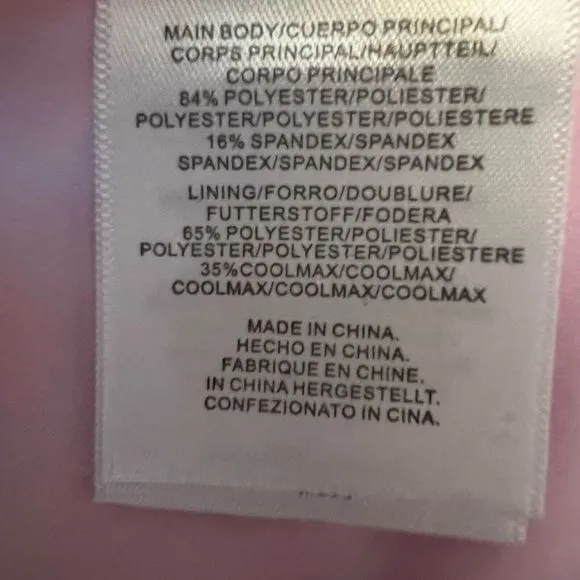 MAIN BODY/CUERPO PRINCIPAL/
CORPS PRINCIPAL/HAUPTTEIL/
CORPO PRINCIPALE
84% POLYESTER/POLIESTER/
POLYESTER/POLYESTER/POLIESTERE
16% SPANDEX/SPANDEX
SPANDEX/SPANDEX/SPANDEX
LINING/FORRO/DOUBLURE/
FUTTERSTOFF/FODERA
65% POLYESTER/POLIESTER/
POLYESTER/POLYESTER/POLIESTERE
35%COOLMAX/COOLMAX/
COOLMAX/COOLMAX/COOLMAX
MADE IN CHINA.
HECHO EN CHINA.
FABRIQUE EN CHINE.
IN CHINA HERGESTELLT.
CONFEZIONATO IN CINA.